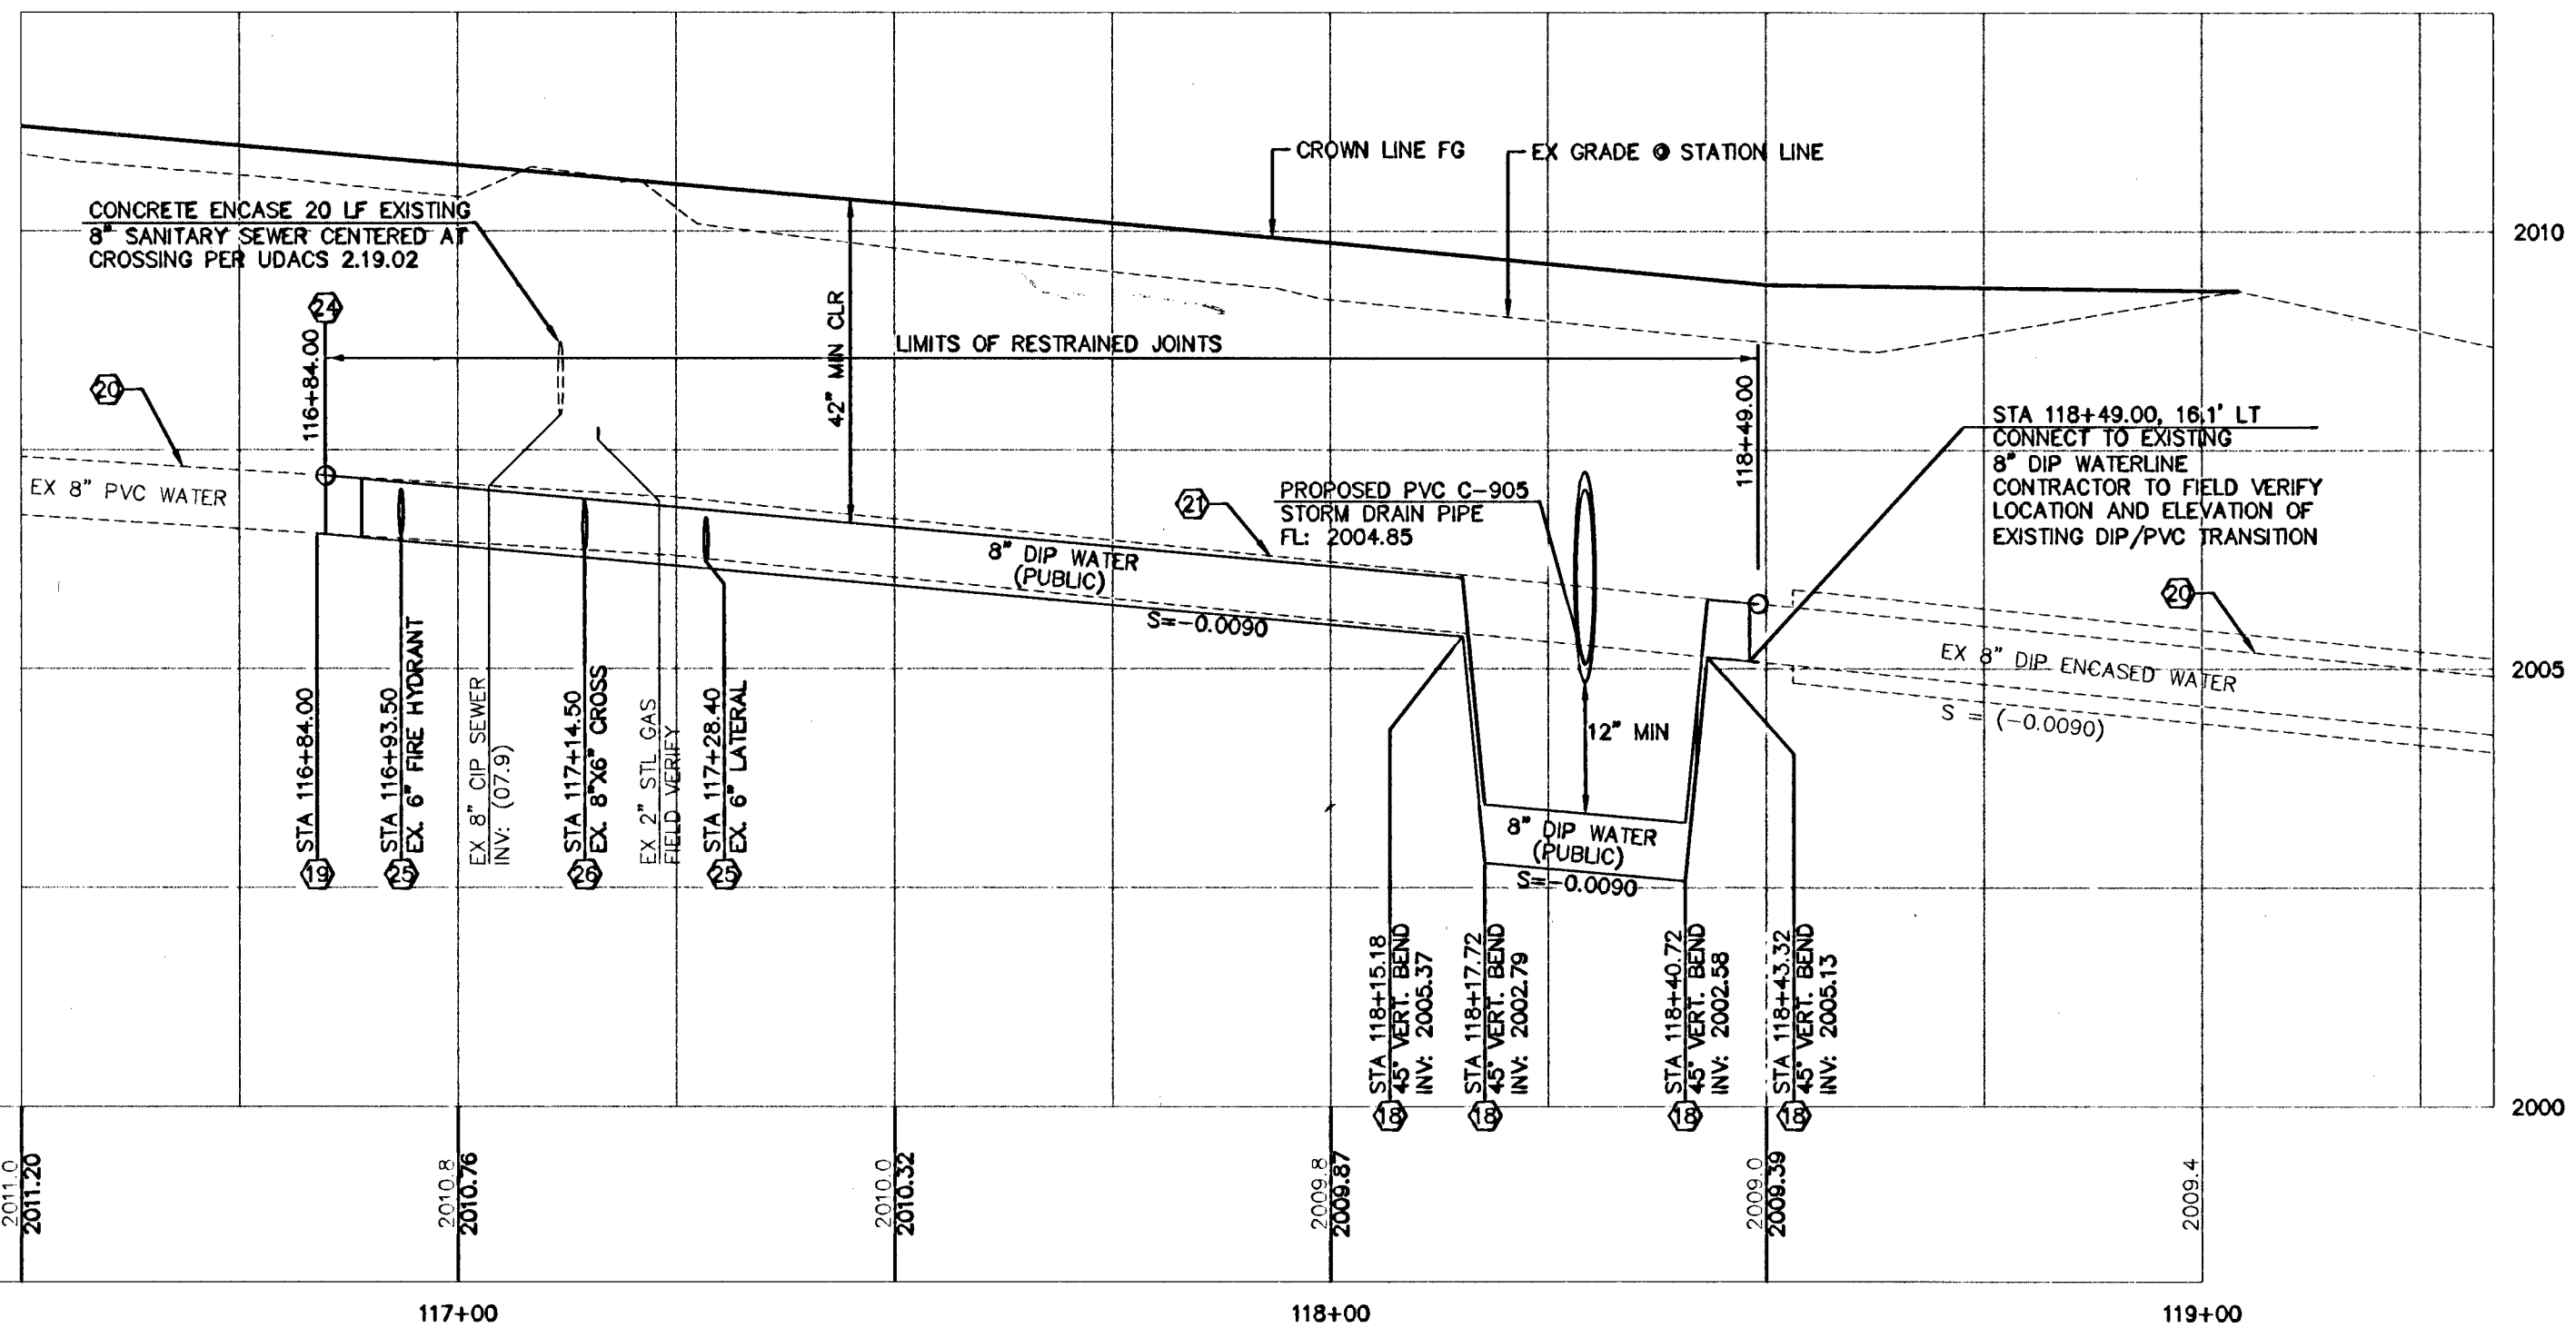 CROWN LINE FG
EX GRADE @ STATION LINE
2010
CONCRETE ENCASE 20 LF EXISTING
8" SANITARY SEWER CENTERED AT
CROSSING PER UDACS 2.19.02
24
116+84.00
42" MIN CLR
LIMITS OF RESTRAINED JOINTS
118+49.00
20
EX 8" PVC WATER
STA 118+49.00, 16.1' LT
CONNECT TO EXISTING
8" DIP WATERLINE
CONTRACTOR TO FIELD VERIFY
LOCATION AND ELEVATION OF
EXISTING DIP/PVC TRANSITION
21
PROPOSED PVC C-905
STORM DRAIN PIPE
FL: 2004.85
8" DIP WATER
(PUBLIC)
S=-0.0090
20
EX 8" DIP ENCASED WATER
S = (-0.0090)
2005
12" MIN
8" DIP WATER
(PUBLIC)
S=-0.0090
STA 116+84.00
19
STA 116+93.50
EX. 6" FIRE HYDRANT
25
EX 8" CIP SEWER
INV: (07.9)
STA 117+14.50
EX. 8"X6" CROSS
26
EX 2" STL GAS
FIELD VERIFY
STA 117+28.40
EX. 6" LATERAL
25
STA 118+15.18
45° VERT. BEND
INV: 2005.37
18
STA 118+17.72
45° VERT. BEND
INV: 2002.79
18
STA 118+40.72
45° VERT. BEND
INV: 2002.58
18
STA 118+43.32
45° VERT. BEND
INV: 2005.13
18
2000
2011.0
2011.20
2010.8
2010.76
2010.0
2010.32
2009.8
2009.87
2009.0
2009.39
2009.4
117+00
118+00
119+00